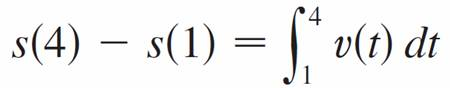 s(4) − s(1) = ∫₁⁴ v(t) dt